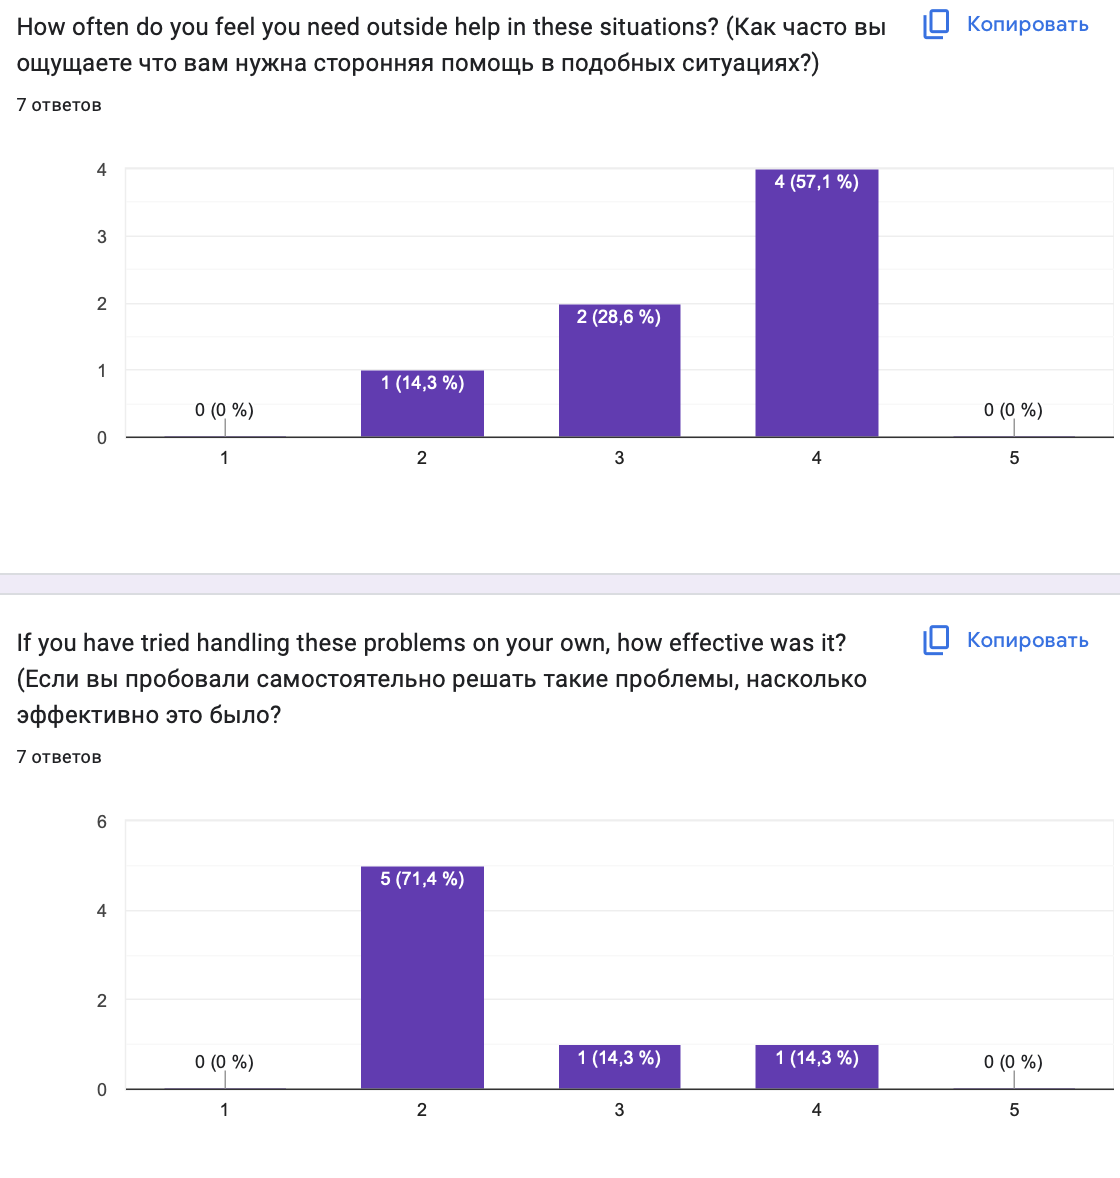 How often do you feel you need outside help in these situations? (Как часто вы
ощущаете что вам нужна сторонняя помощь в подобных ситуациях?)
Копировать
7 ответов
4
3
2
1
0
0 (0 %)
1 (14,3 %)
2 (28,6 %)
4 (57,1 %)
0 (0 %)
1 2 3 4 5
If you have tried handling these problems on your own, how effective was it?
(Если вы пробовали самостоятельно решать такие проблемы, насколько
эффективно это было?
Копировать
7 ответов
6
4
2
0
0 (0 %)
5 (71,4 %)
1 (14,3 %)
1 (14,3 %)
0 (0 %)
1 2 3 4 5